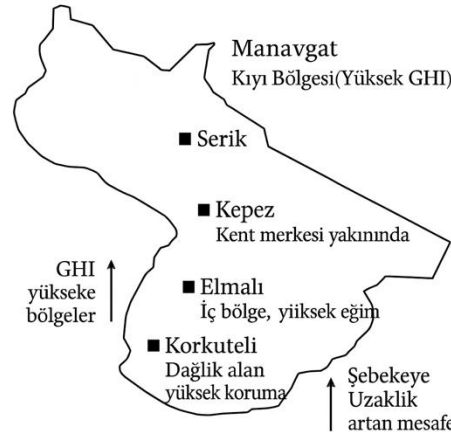 Manavgat
Kıyı Bölgesi(Yüksek GHI)
Serik
Kepez
Kent merkesi yakınında
GHI
yükseke
bölgeler
Elmalı
İç bölge, yiiksek eğim
Korkuteli
Dağlik alan
yüksek koruma
Şebekeye
Uzaklik
artan mesafe